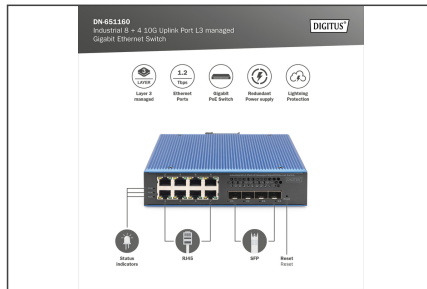 DN-651160
Industrial 8 + 4 10G Uplink Port L3 managed
Gigabit Ethernet Switch
DIGITUS®
3
LAYER
1.2
Tbps
Layer 3
managed
Ethernet
Ports
Gigabit
PoE Switch
Redundant
Power supply
Lightning
Protection
Status
Indicators
RJ45
SFP
Reset
Reset